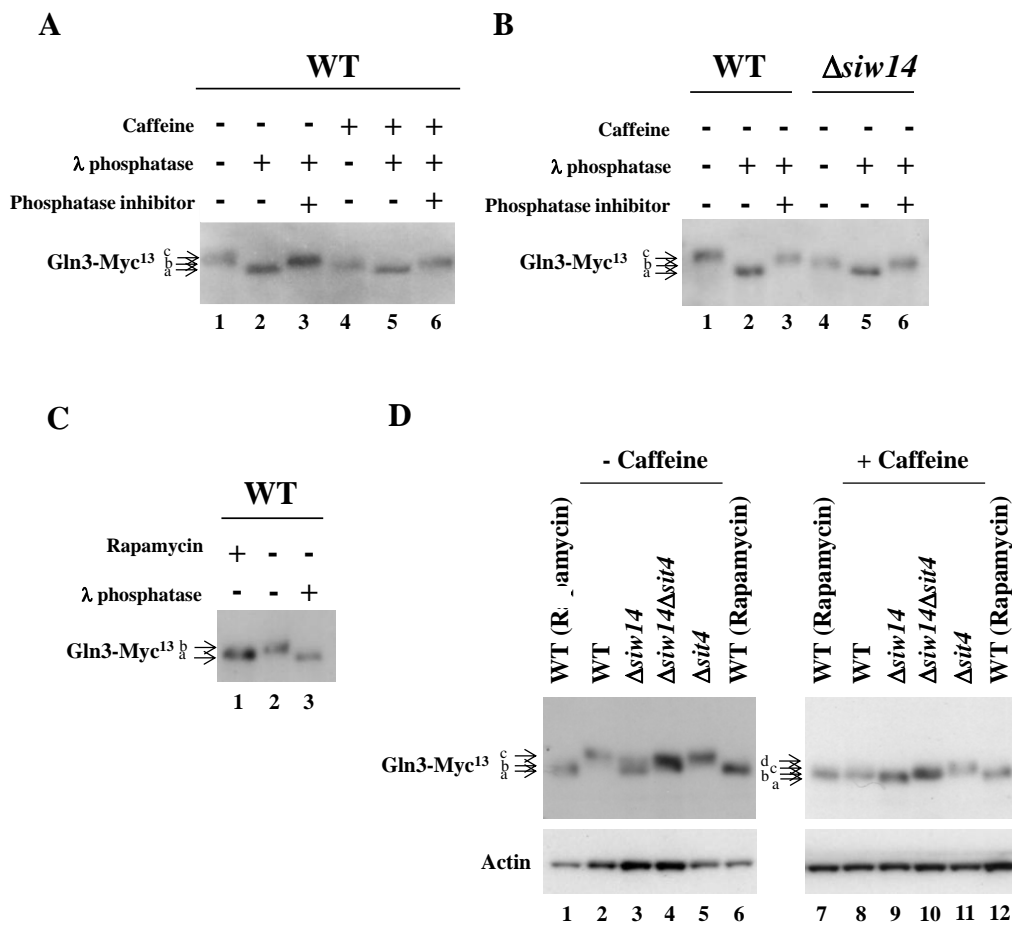 A
WT
Caffeine - - - + + +
λ phosphatase - + + - + +
Phosphatase inhibitor - - + - - +
Gln3-Myc13 c b a
1 2 3 4 5 6
B
WT Δsiw14
Caffeine - - - - - -
λ phosphatase - + + - + +
Phosphatase inhibitor - - + - - +
Gln3-Myc13 c b a
1 2 3 4 5 6
C
WT
Rapamycin + - -
λ phosphatase - - +
Gln3-Myc13 b a
1 2 3
D
- Caffeine
WT (Rapamycin)
WT
Δsiw14
Δsiw14Δsit4
Δsit4
WT (Rapamycin)
+ Caffeine
WT (Rapamycin)
WT
Δsiw14
Δsiw14Δsit4
Δsit4
WT (Rapamycin)
Gln3-Myc13 c b a
d c b a
Actin
1 2 3 4 5 6 7 8 9 10 11 12